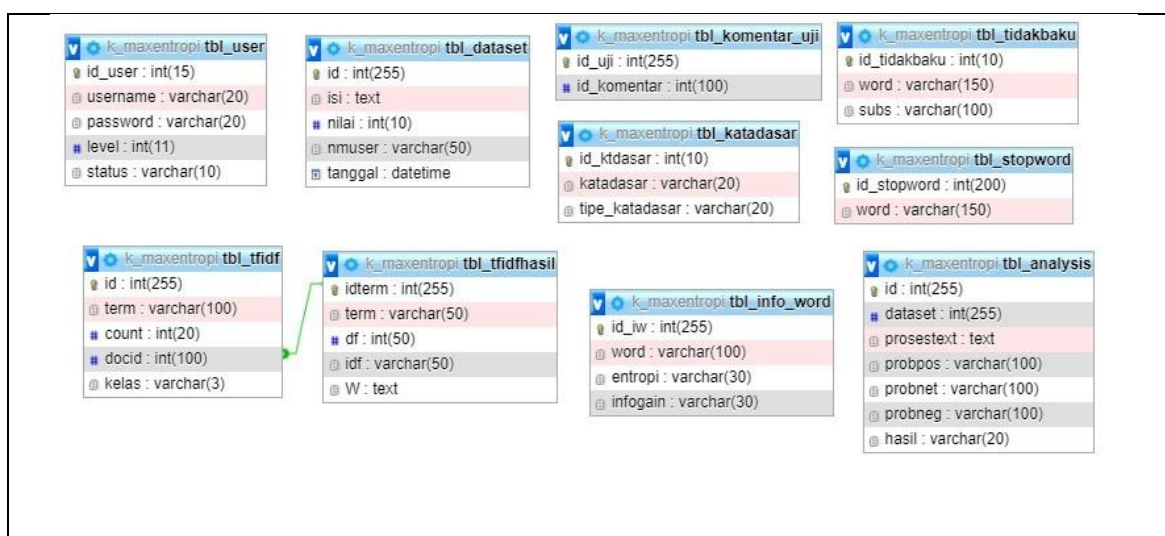 k_maxentropi tbl_user
id_user : int(15)
username : varchar(20)
password : varchar(20)
level : int(11)
status : varchar(10)
k_maxentropi tbl_dataset
id : int(255)
isi : text
nilai : int(10)
nmuser : varchar(50)
tanggal : datetime
k_maxentropi tbl_komentar_uji
id_uji : int(255)
id_komentar : int(100)
k_maxentropi tbl_tidakbaku
id_tidakbaku : int(10)
word : varchar(150)
subs : varchar(100)
k_maxentropi tbl_katadasar
id_ktdasar : int(10)
katadasar : varchar(20)
tipe_katadasar : varchar(20)
k_maxentropi tbl_stopword
id_stopword : int(200)
word : varchar(150)
k_maxentropi tbl_tfidf
id : int(255)
term : varchar(100)
count : int(20)
docid : int(100)
kelas : varchar(3)
k_maxentropi tbl_tfidfhasil
idterm : int(255)
term : varchar(50)
df : int(50)
idf : varchar(50)
W : text
k_maxentropi tbl_info_word
id_iw : int(255)
word : varchar(100)
entropi : varchar(30)
infogain : varchar(30)
k_maxentropi tbl_analysis
id : int(255)
dataset : int(255)
prosestext : text
probpos : varchar(100)
probnet : varchar(100)
probneg : varchar(100)
hasil : varchar(20)